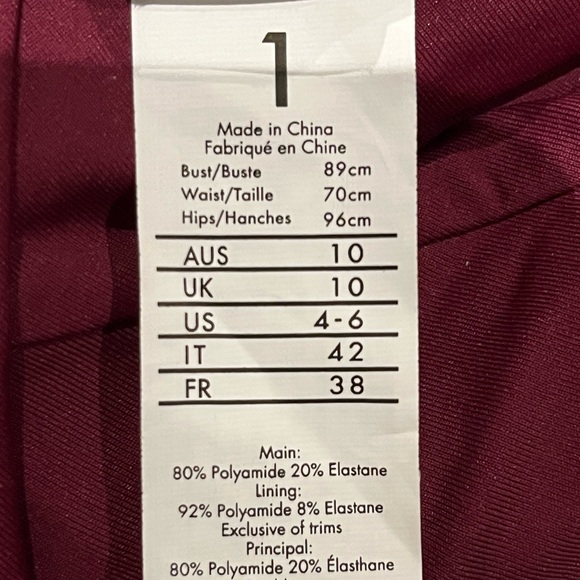 1
Made in China
Fabriqué en Chine
Bust/Buste 89cm
Waist/Taille 70cm
Hips/Hanches 96cm
AUS 10
UK 10
US 4-6
IT 42
FR 38
Main:
80% Polyamide 20% Elastane
Lining:
92% Polyamide 8% Elastane
Exclusive of trims
Principal:
80% Polyamide 20% Élasthane